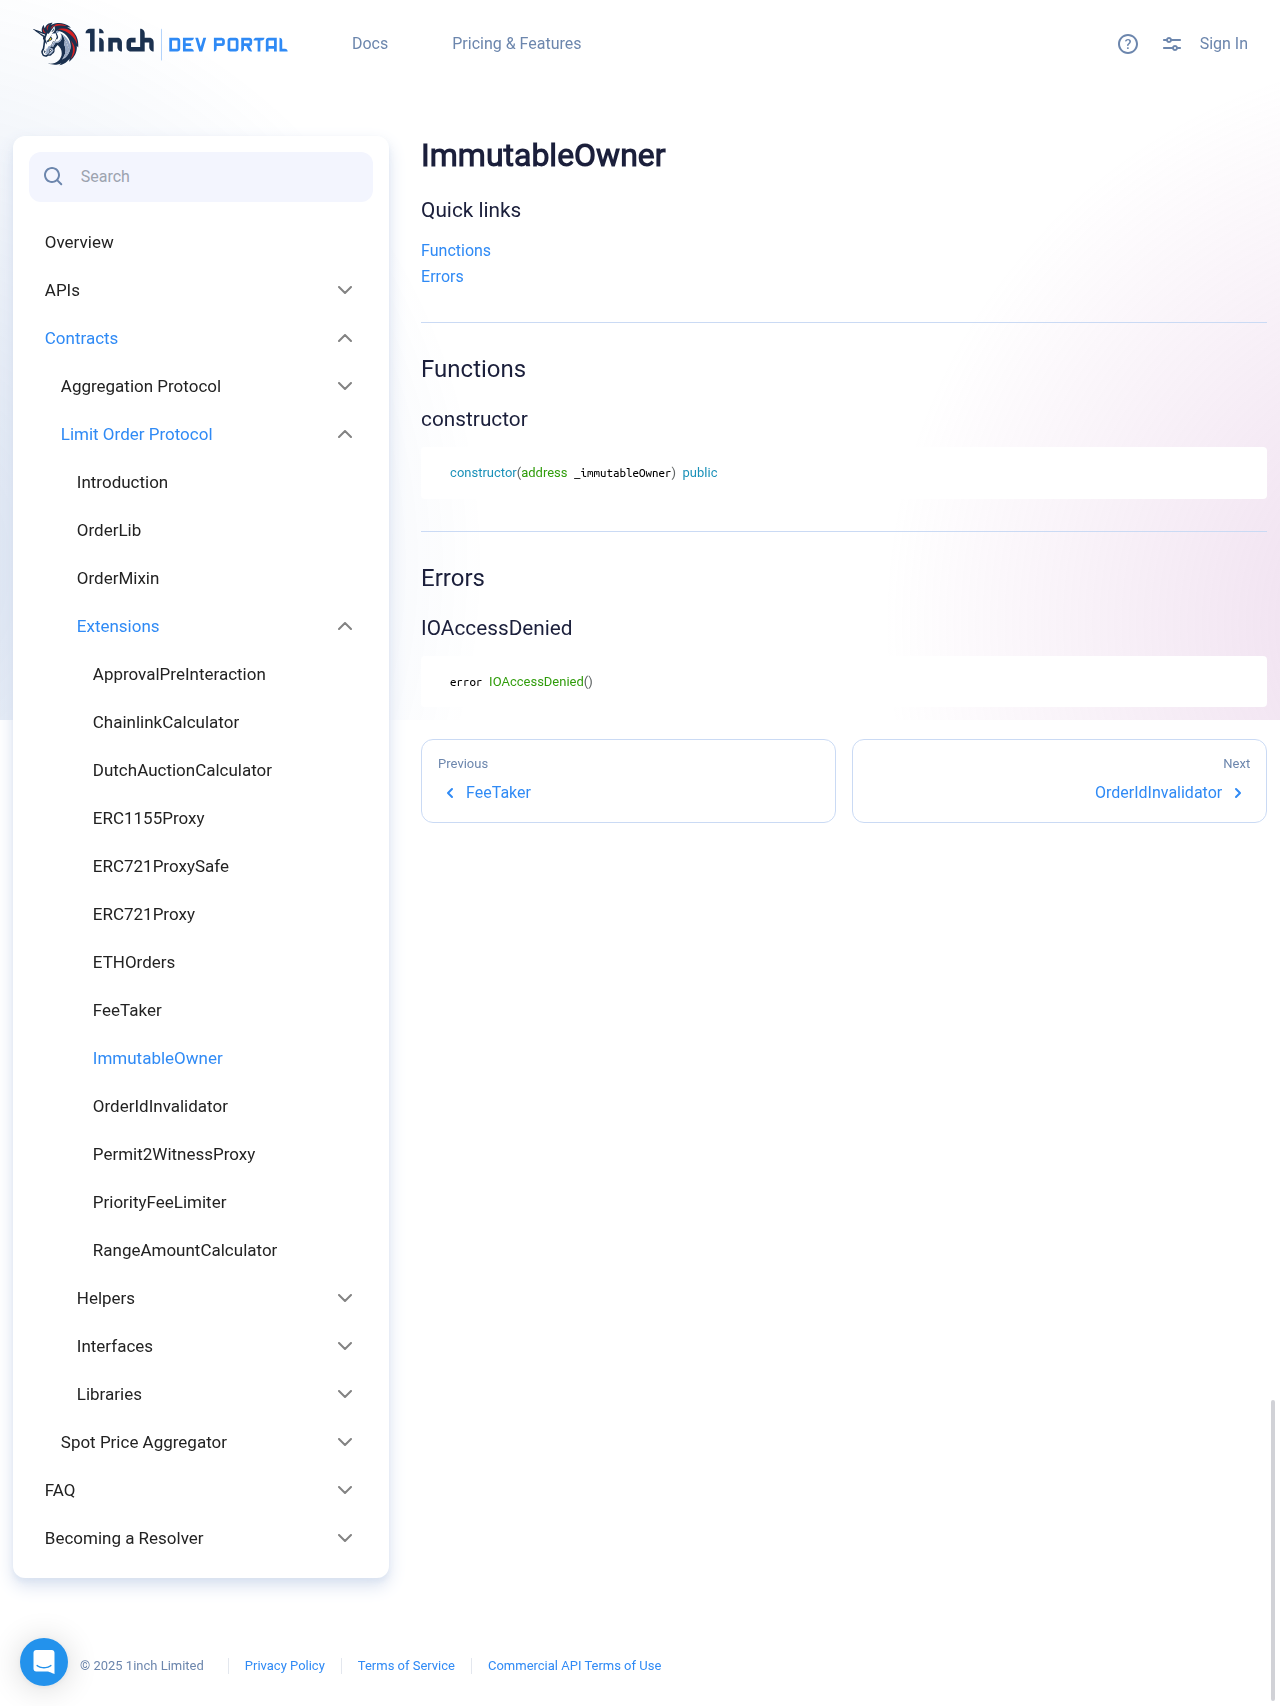 1inch DEV PORTAL
Docs
Pricing & Features
Sign In
Search
Overview
APIs
Contracts
Aggregation Protocol
Limit Order Protocol
Introduction
OrderLib
OrderMixin
Extensions
ApprovalPreInteraction
ChainlinkCalculator
DutchAuctionCalculator
ERC1155Proxy
ERC721ProxySafe
ERC721Proxy
ETHOrders
FeeTaker
ImmutableOwner
OrderIdInvalidator
Permit2WitnessProxy
PriorityFeeLimiter
RangeAmountCalculator
Helpers
Interfaces
Libraries
Spot Price Aggregator
FAQ
Becoming a Resolver
ImmutableOwner
Quick links
Functions
Errors
Functions
constructor
constructor(address _immutableOwner) public
Errors
IOAccessDenied
error IOAccessDenied()
Previous
FeeTaker
Next
OrderIdInvalidator
© 2025 1inch Limited
Privacy Policy
Terms of Service
Commercial API Terms of Use